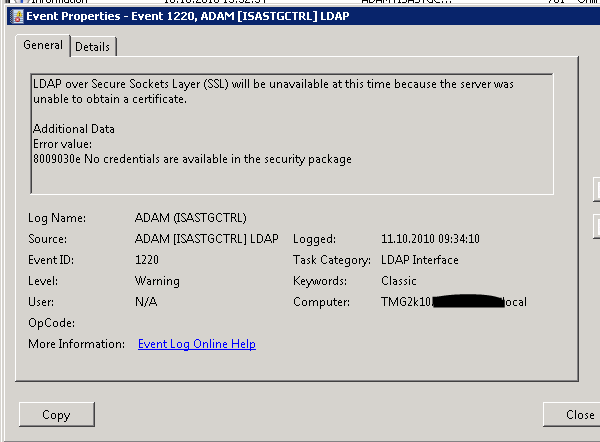 Event Properties - Event 1220, ADAM [ISASTGCTRL] LDAP
General Details
LDAP over Secure Sockets Layer (SSL) will be unavailable at this time because the server was
unable to obtain a certificate.
Additional Data
Error value:
8009030e No credentials are available in the security package
Log Name: ADAM (ISASTGCTRL)
Source: ADAM [ISASTGCTRL] LDAP Logged: 11.10.2010 09:34:10
Event ID: 1220 Task Category: LDAP Interface
Level: Warning Keywords: Classic
User: N/A Computer: TMG2k10 local
OpCode:
More Information: Event Log Online Help
Copy Close